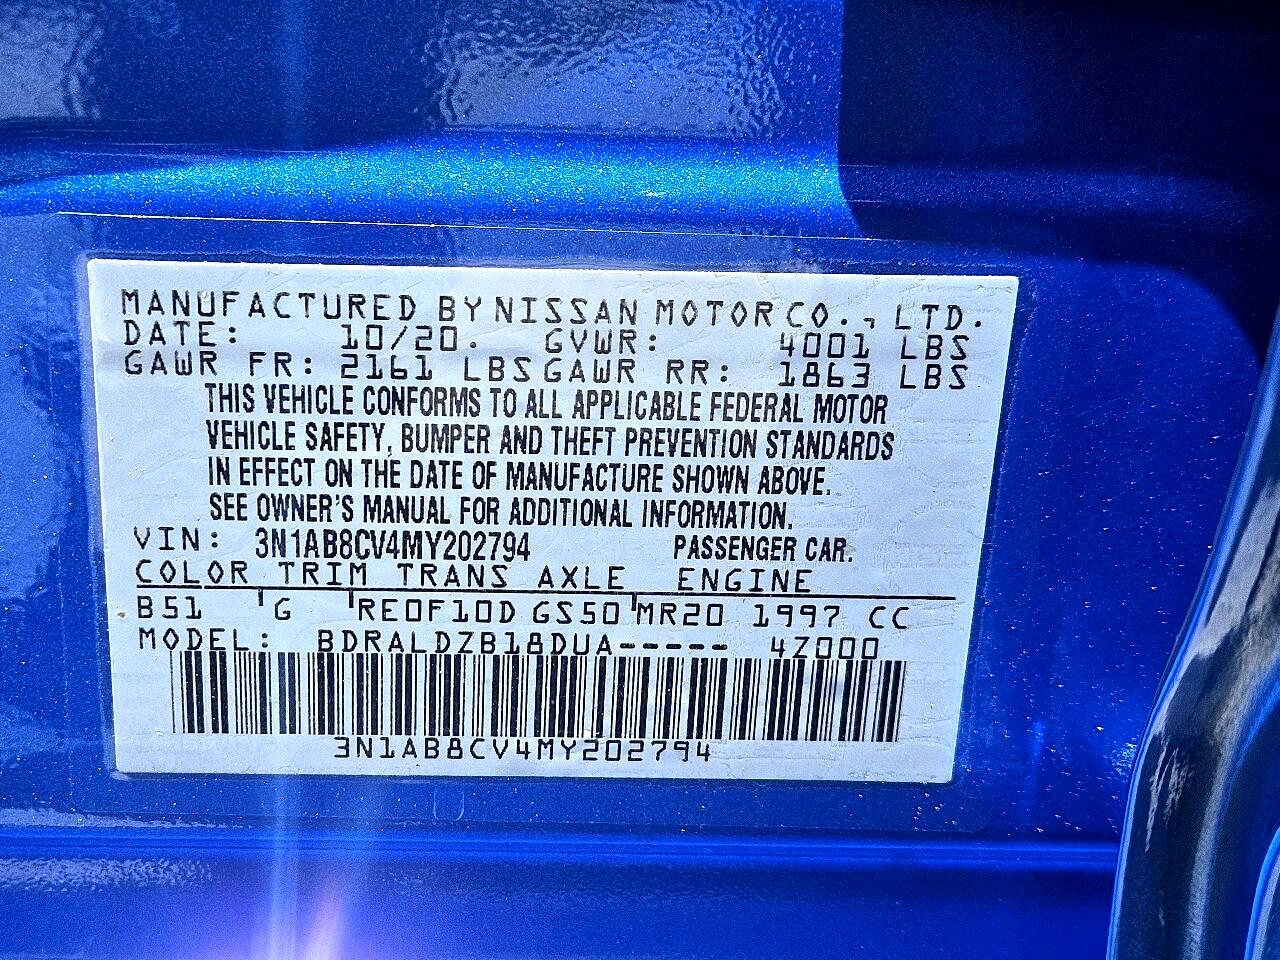 MANUFACTURED BY NISSAN MOTOR CO., LTD.
DATE: 10/20. GVWR: 4001 LBS
GAWR FR: 2161 LBS GAWR RR: 1863 LBS
THIS VEHICLE CONFORMS TO ALL APPLICABLE FEDERAL MOTOR
VEHICLE SAFETY, BUMPER AND THEFT PREVENTION STANDARDS
IN EFFECT ON THE DATE OF MANUFACTURE SHOWN ABOVE.
SEE OWNER'S MANUAL FOR ADDITIONAL INFORMATION.
VIN: 3N1AB8CV4MY202794 PASSENGER CAR.
COLOR TRIM TRANS AXLE ENGINE
B51 G RE0F10D GS50 MR20 1997 CC
MODEL: BDRALDZB18DUA----- 4Z000
3N1AB8CV4MY202794